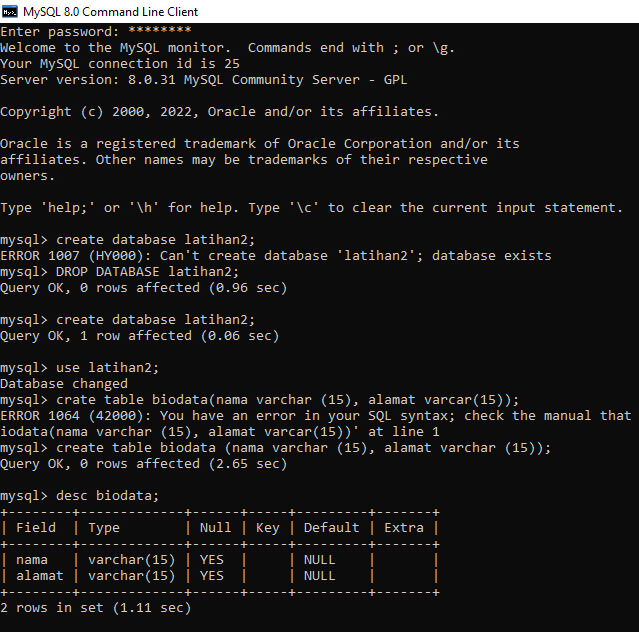 MySQL 8.0 Command Line Client
Enter password: ********
Welcome to the MySQL monitor.  Commands end with ; or \g.
Your MySQL connection id is 25
Server version: 8.0.31 MySQL Community Server - GPL

Copyright (c) 2000, 2022, Oracle and/or its affiliates.

Oracle is a registered trademark of Oracle Corporation and/or its
affiliates. Other names may be trademarks of their respective
owners.

Type 'help;' or '\h' for help. Type '\c' to clear the current input statement.

mysql> create database latihan2;
ERROR 1007 (HY000): Can't create database 'latihan2'; database exists
mysql> DROP DATABASE latihan2;
Query OK, 0 rows affected (0.96 sec)

mysql> create database latihan2;
Query OK, 1 row affected (0.06 sec)

mysql> use latihan2;
Database changed
mysql> crate table biodata(nama varchar (15), alamat varcar(15));
ERROR 1064 (42000): You have an error in your SQL syntax; check the manual that
iodata(nama varchar (15), alamat varcar(15))' at line 1
mysql> create table biodata (nama varchar (15), alamat varchar (15));
Query OK, 0 rows affected (2.65 sec)

mysql> desc biodata;
+--------+-------------+------+-----+---------+-------+
| Field  | Type        | Null | Key | Default | Extra |
+--------+-------------+------+-----+---------+-------+
| nama   | varchar(15) | YES  |     | NULL    |       |
| alamat | varchar(15) | YES  |     | NULL    |       |
+--------+-------------+------+-----+---------+-------+
2 rows in set (1.11 sec)